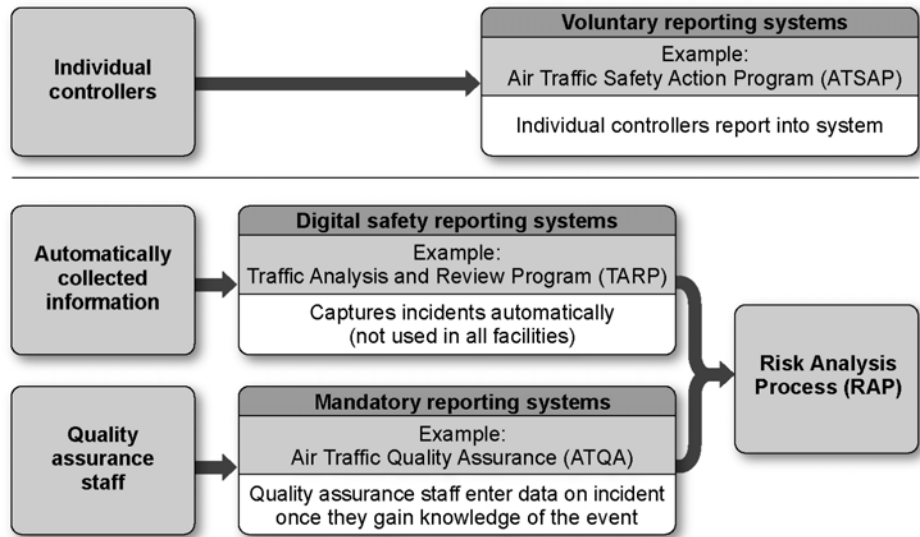 Individual
controllers
Voluntary reporting systems
Example:
Air Traffic Safety Action Program (ATSAP)
Individual controllers report into system
Automatically
collected
information
Digital safety reporting systems
Example:
Traffic Analysis and Review Program (TARP)
Captures incidents automatically
(not used in all facilities)
Quality
assurance
staff
Mandatory reporting systems
Example:
Air Traffic Quality Assurance (ATQA)
Quality assurance staff enter data on incident
once they gain knowledge of the event
Risk Analysis
Process (RAP)